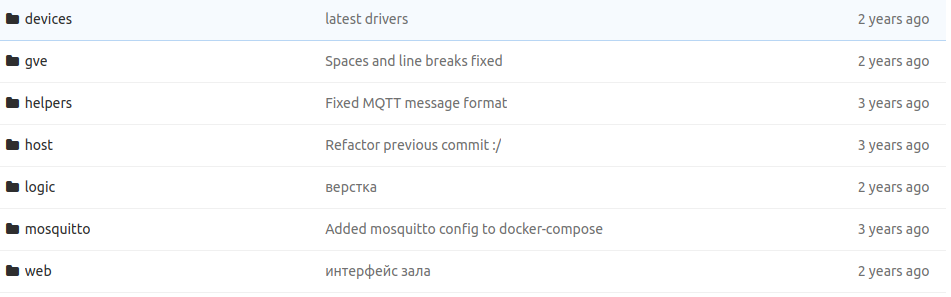 devices latest drivers 2 years ago
gve Spaces and line breaks fixed 2 years ago
helpers Fixed MQTT message format 3 years ago
host Refactor previous commit :/ 3 years ago
logic верстка 2 years ago
mosquitto Added mosquitto config to docker-compose 3 years ago
web интерфейс зала 2 years ago